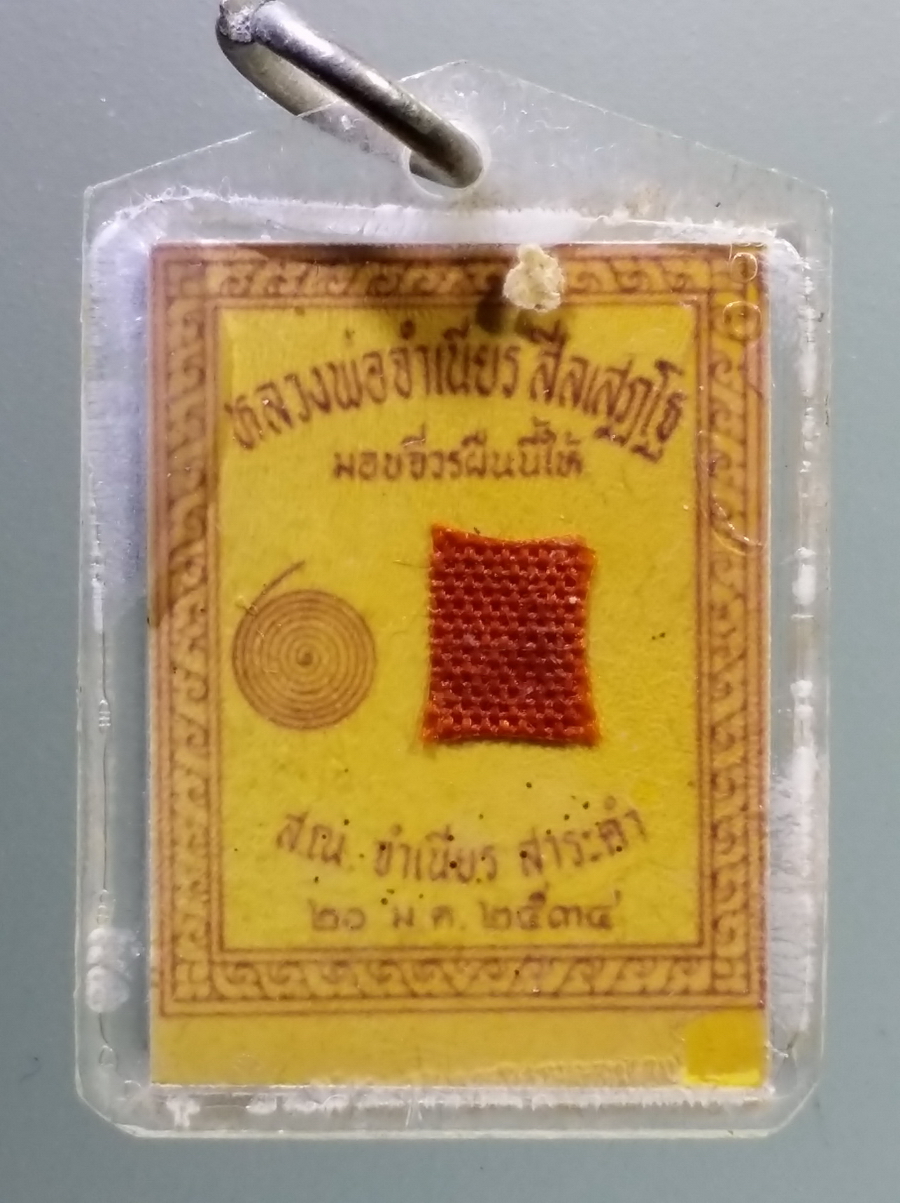 หลวงพ่อจำเนียร สีลเสฏฺโฐ
มอบจีวรผืนนี้ให้
ส.ณ. จำเนียร สาระคำ
๒๐ ม.ค. ๒๕๓๔